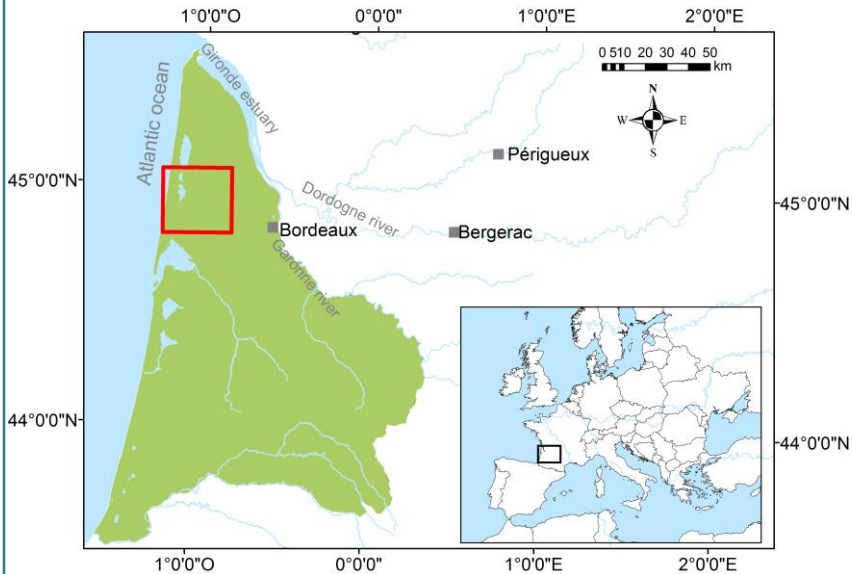 1°0'0"O 0°0'0" 1°0'0"E 2°0'0"E
Gironde estuary
Atlantic ocean
0 510 20 30 40 50
km
N
W E
S
Périgueux
45°0'0"N
Dordogne river
45°0'0"N
Bordeaux
Bergerac
Garonne river
44°0'0"N
44°0'0"N
1°0'0"O 0°0'0" 1°0'0"E 2°0'0"E